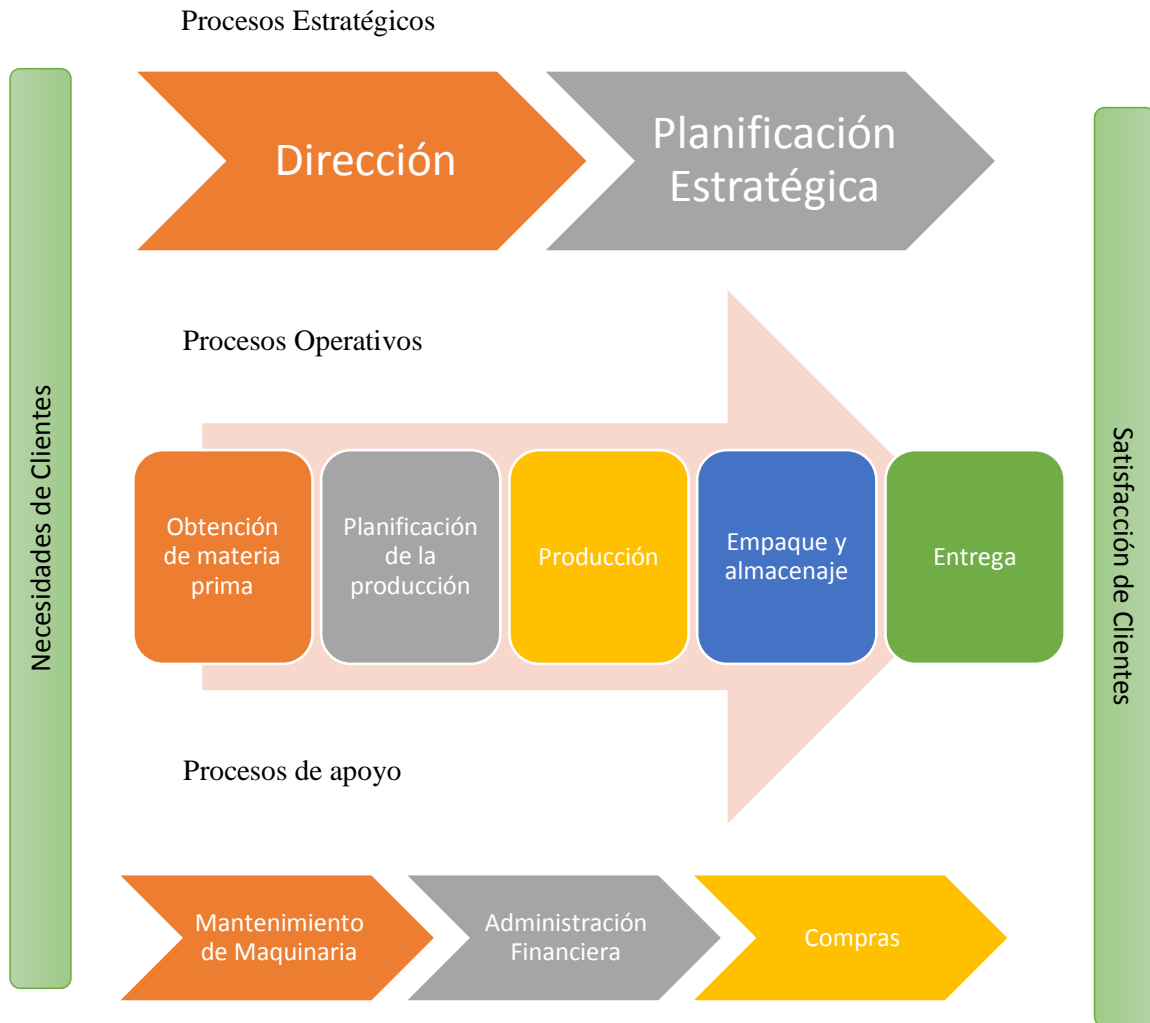 Procesos Estratégicos
Dirección
Planificación
Estratégica
Necesidades de Clientes
Procesos Operativos
Obtención
de materia
prima
Planificación
de la
producción
Producción
Empaque y
almacenaje
Entrega
Satisfacción de Clientes
Procesos de apoyo
Mantenimiento
de Maquinaria
Administración
Financiera
Compras